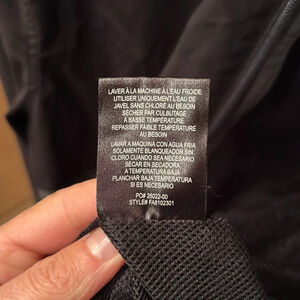 LAVER À LA MACHINE À L'EAU FROIDE
UTILISER UNIQUEMENT L'EAU DE
JAVEL SANS CHLORE AU BESOIN
SÉCHER PAR CULBUTAGE
À BASSE TEMPÉRATURE.
REPASSER FAIBLE TEMPÉRATURE
AU BESOIN
LAVAR A MAQUINA CON AGUA FRIA
SOLAMENTE BLANQUEADOR SIN
CLORO CUANDO SEA NECESARIO
SECAR EN SECADORA,
A TEMPERATURA BAJA
PLANCHAR BAJA TEMPERATURA
SI ES NECESARIO
PO# 26022-00
STYLE# FA8102301